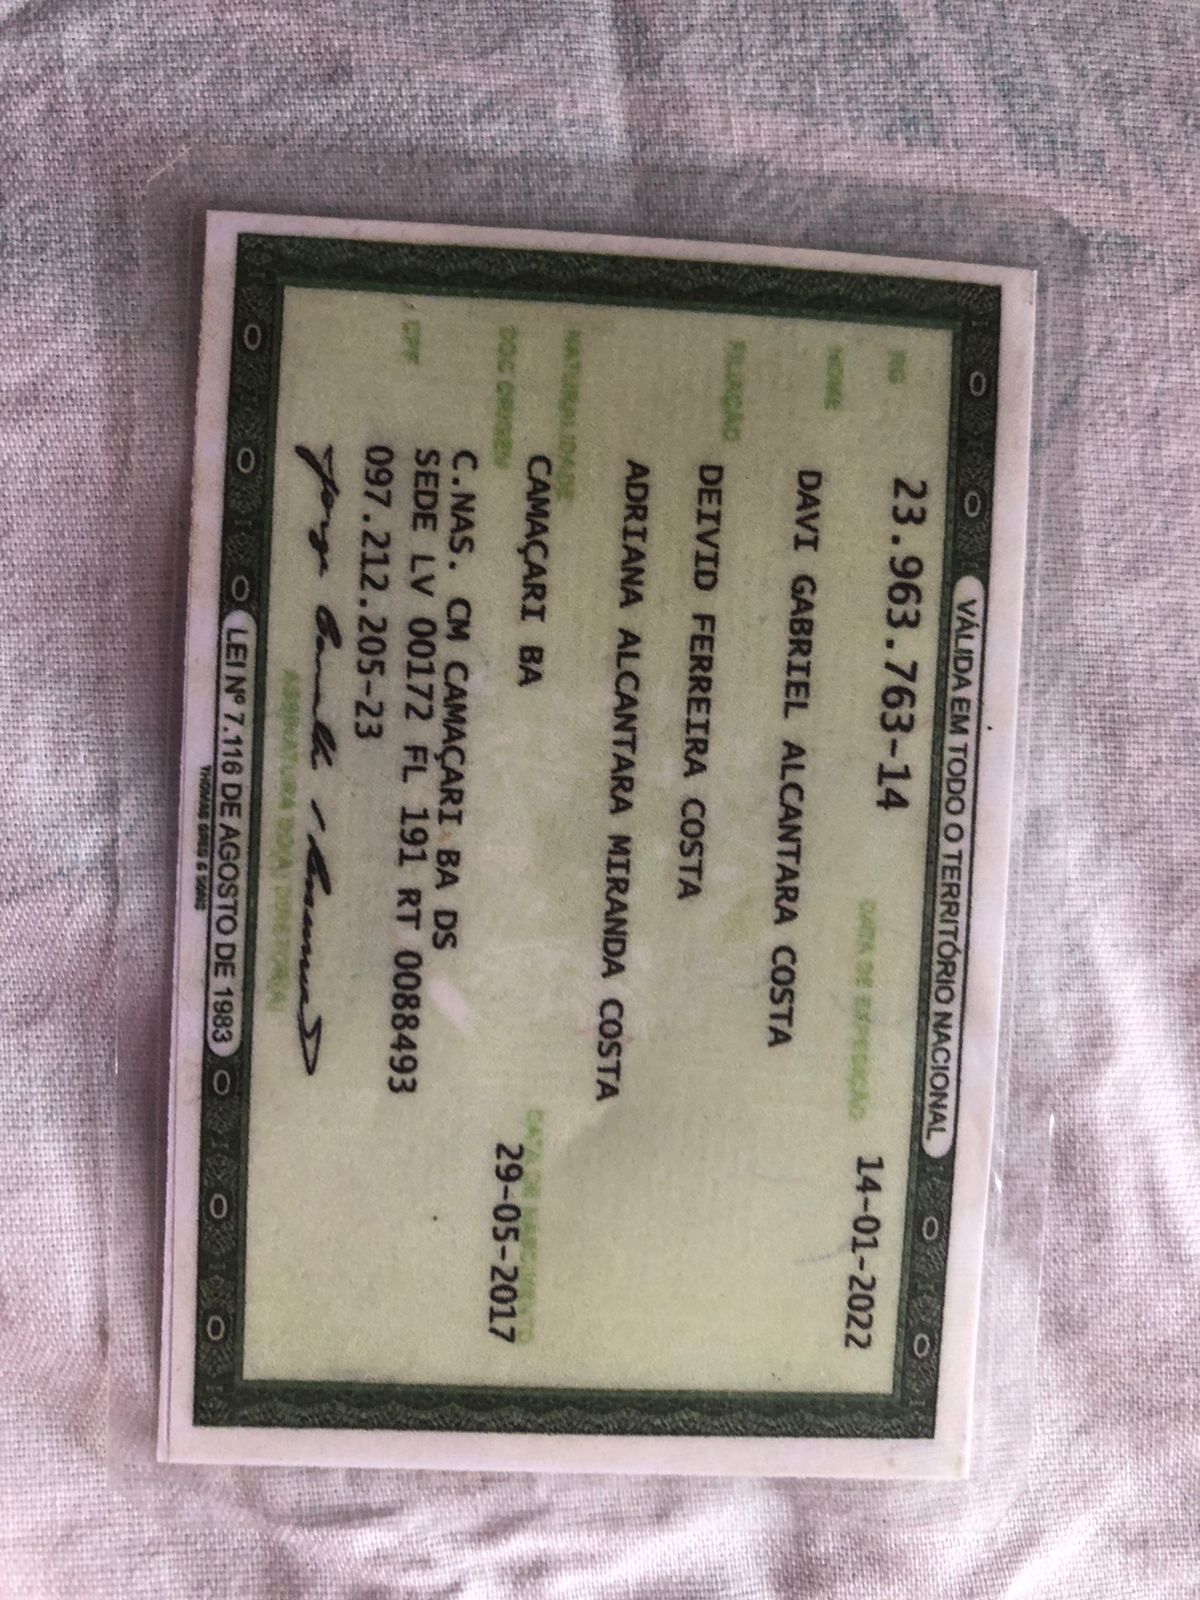 VÁLIDA EM TODO O TERRITÓRIO NACIONAL
RG 23.963.763-14 DATA DE EXPEDIÇÃO 14-01-2022
NOME DAVI GABRIEL ALCANTARA COSTA
FILIAÇÃO DEIVID FERREIRA COSTA
ADRIANA ALCANTARA MIRANDA COSTA
NATURALIDADE DATA DE NASCIMENTO
CAMAÇARI BA 29-05-2017
DOC ORIGEM C.NAS. CM CAMAÇARI BA DS
SEDE LV 00172 FL 191 RT 0088493
CPF 097.212.205-23
ASSINATURA DO(A) DIRETOR(A)
LEI Nº 7.116 DE AGOSTO DE 1983
THOMAS GREG & SONS